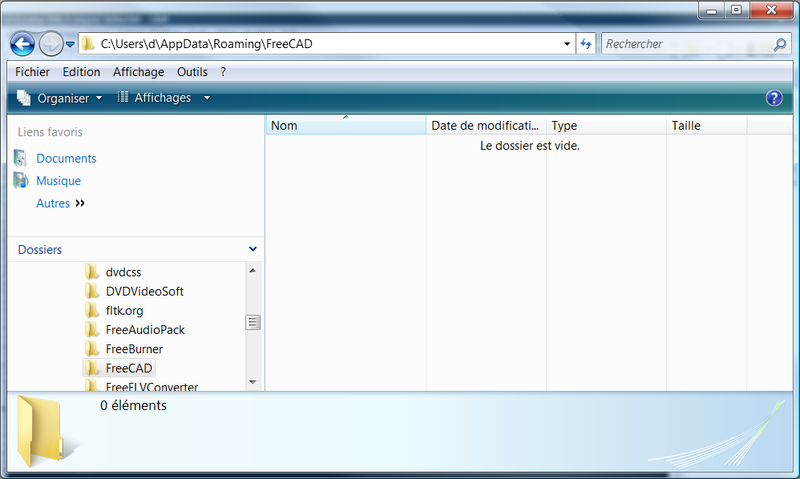 C:\Users\d\AppData\Roaming\FreeCAD
Rechercher
Fichier Edition Affichage Outils ?
Organiser Affichages
Liens favoris
Documents
Musique
Autres
Nom Date de modificati... Type Taille
Le dossier est vide.
Dossiers
dvdcss
DVDVideoSoft
fltk.org
FreeAudioPack
FreeBurner
FreeCAD
FreeFLVConverter
0 éléments